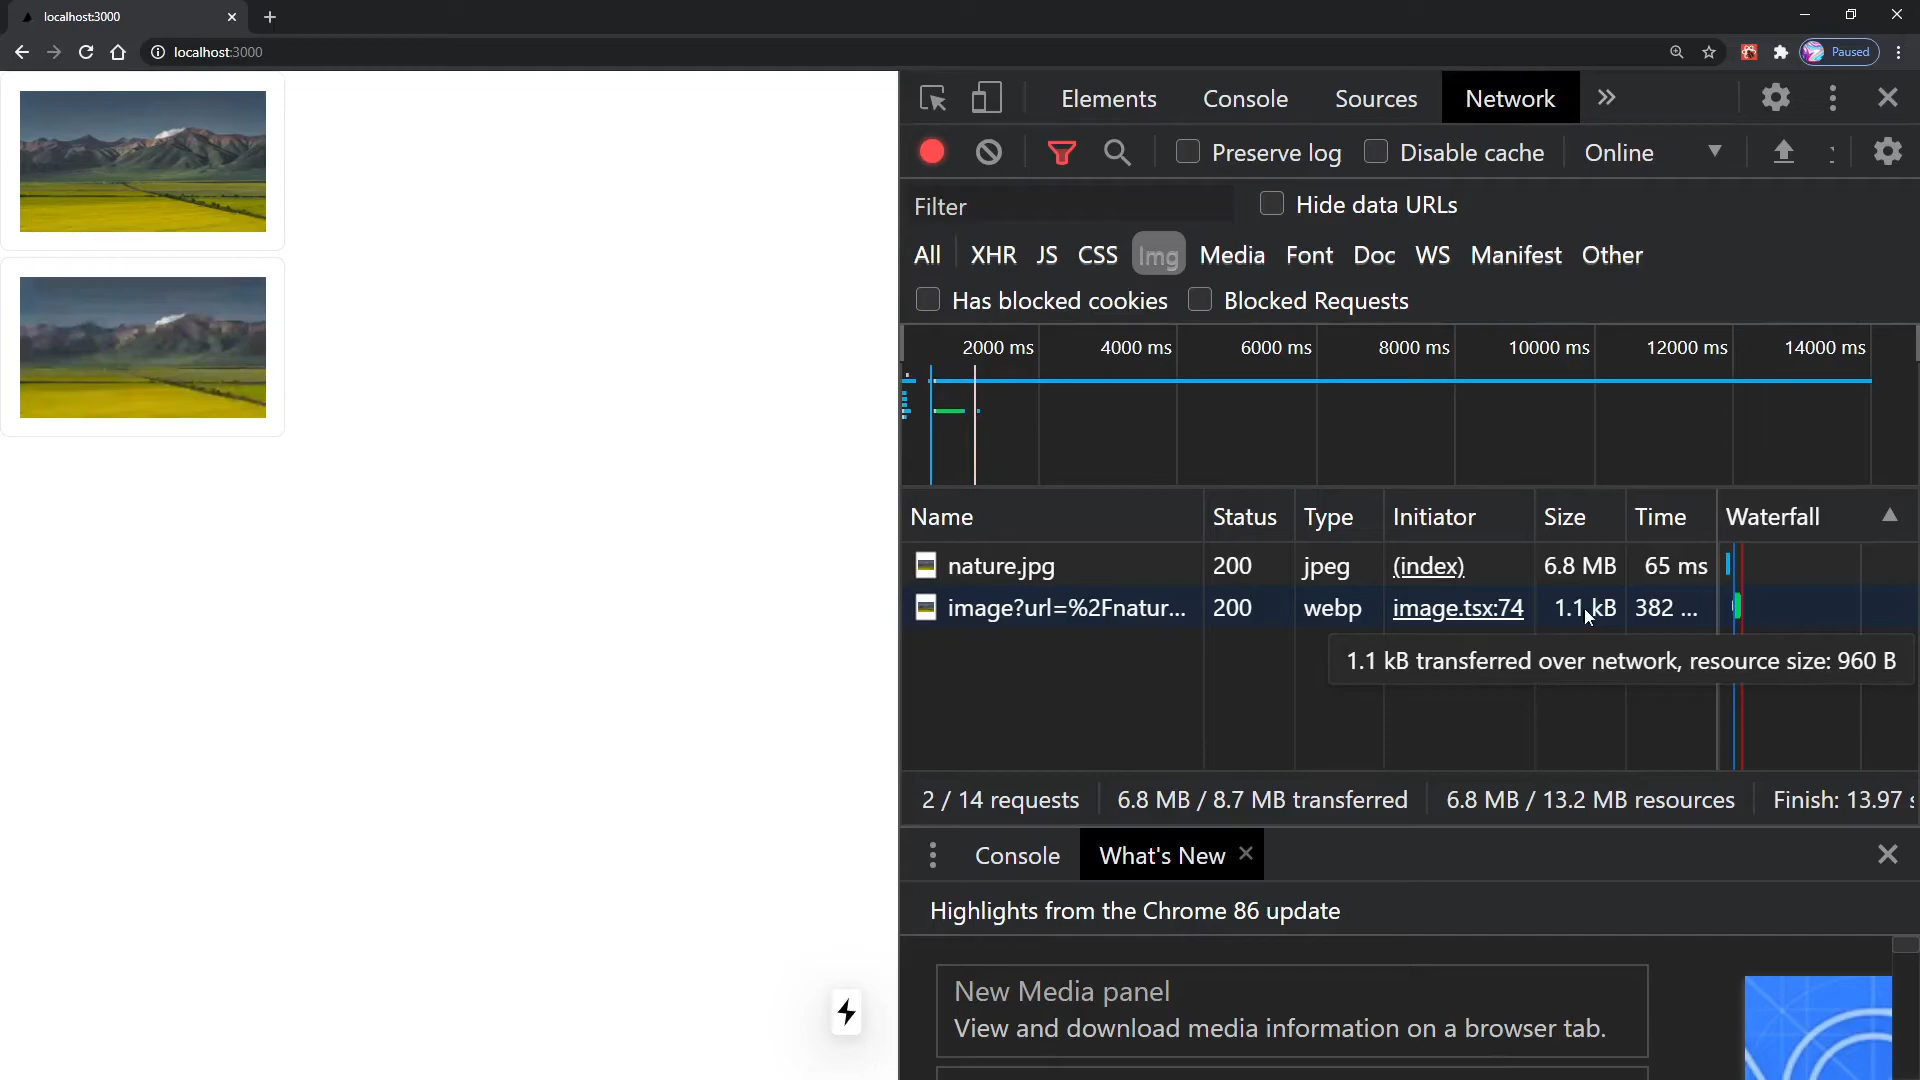 localhost:3000
localhost:3000
Paused
Elements Console Sources Network
Preserve log Disable cache Online
Filter Hide data URLs
All XHR JS CSS Img Media Font Doc WS Manifest Other
Has blocked cookies Blocked Requests
2000 ms 4000 ms 6000 ms 8000 ms 10000 ms 12000 ms 14000 ms
Name Status Type Initiator Size Time Waterfall
nature.jpg 200 jpeg (index) 6.8 MB 65 ms
image?url=%2Fnatur... 200 webp image.tsx:74 1.1 kB 382 ...
1.1 kB transferred over network, resource size: 960 B
2 / 14 requests 6.8 MB / 8.7 MB transferred 6.8 MB / 13.2 MB resources Finish: 13.97 s
Console What's New
Highlights from the Chrome 86 update
New Media panel
View and download media information on a browser tab.